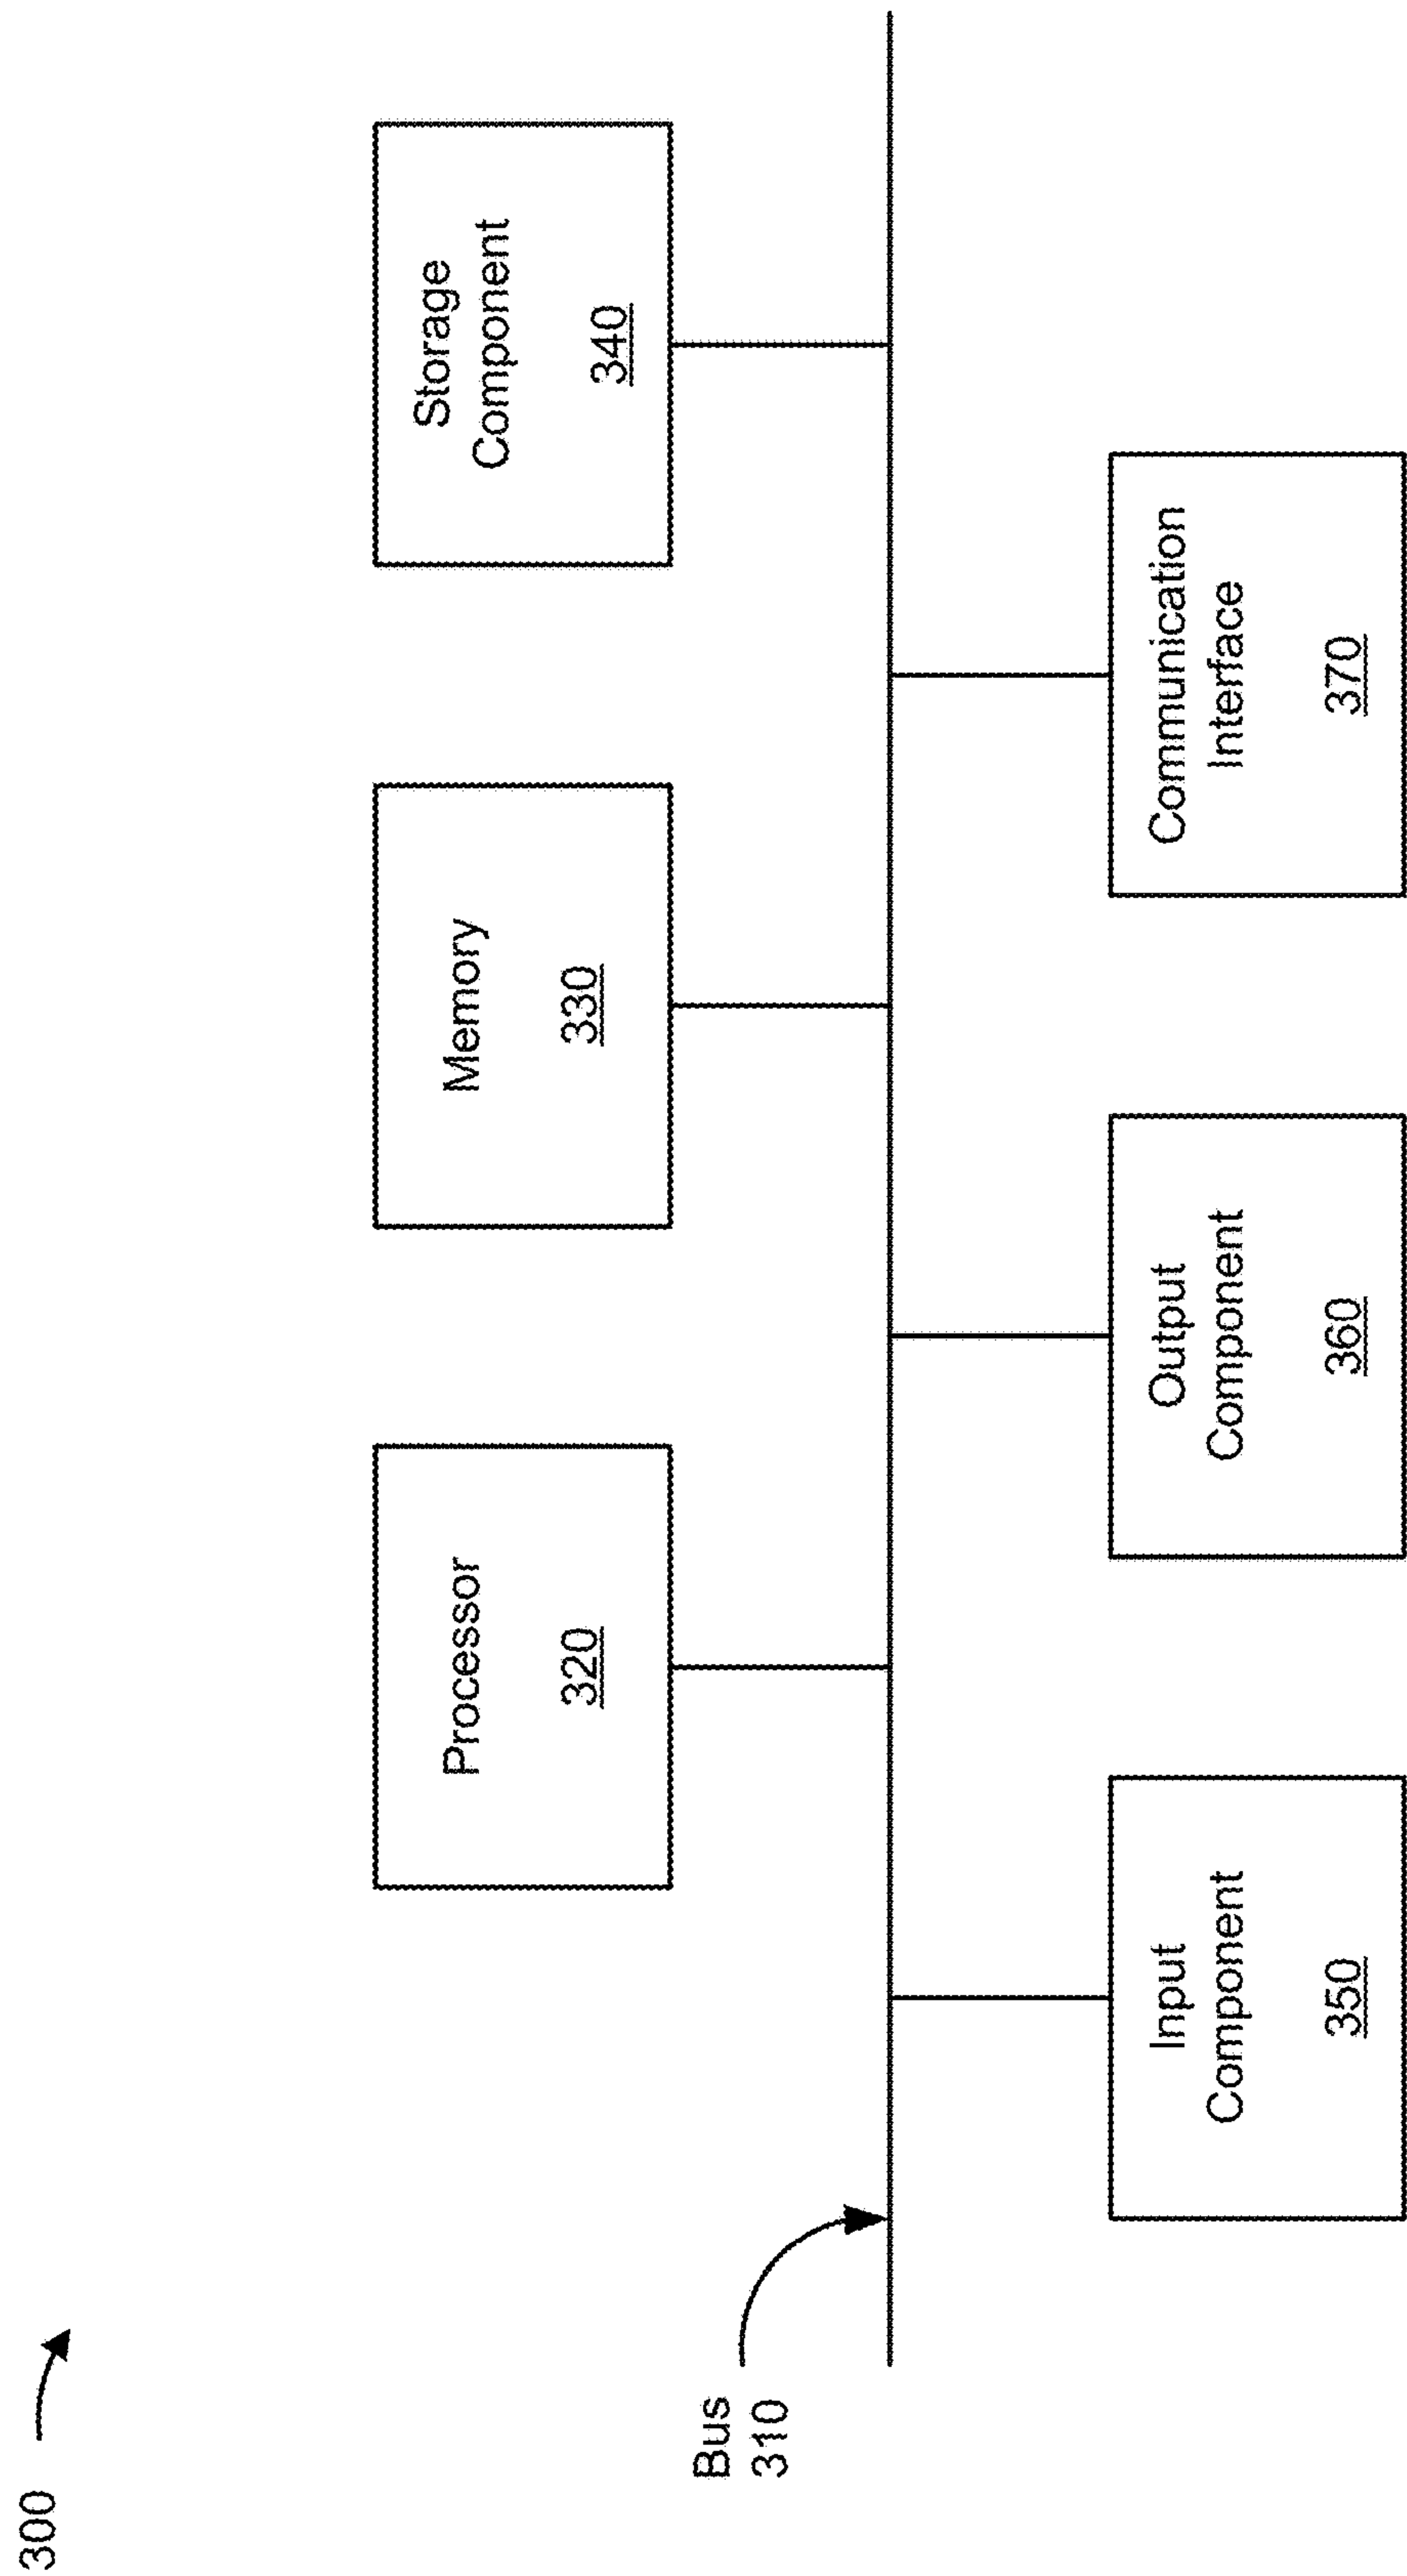 300
Bus
310
Processor
320
Memory
330
Storage
Component
340
Input
Component
350
Output
Component
360
Communication
Interface
370